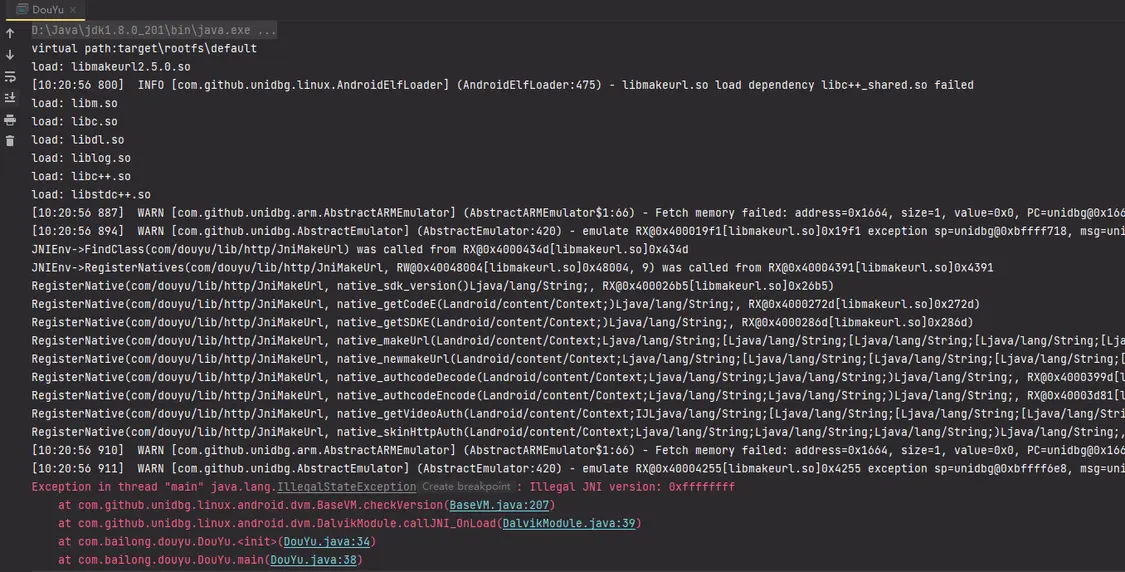 DouYu ×
D:\Java\jdk1.8.0_201\bin\java.exe ...
virtual path:target\rootfs\default
load: libmakeurl2.5.0.so
[10:20:56 800]  INFO [com.github.unidbg.linux.AndroidElfLoader] (AndroidElfLoader:475) - libmakeurl.so load dependency libc++_shared.so failed
load: libm.so
load: libc.so
load: libdl.so
load: liblog.so
load: libc++.so
load: libstdc++.so
[10:20:56 887]  WARN [com.github.unidbg.arm.AbstractARMEmulator] (AbstractARMEmulator$1:66) - Fetch memory failed: address=0x1664, size=1, value=0x0, PC=unidbg@0x166
[10:20:56 894]  WARN [com.github.unidbg.AbstractEmulator] (AbstractEmulator:420) - emulate RX@0x400019f1[libmakeurl.so]0x19f1 exception sp=unidbg@0xbffff718, msg=uni
JNIEnv->FindClass(com/douyu/lib/http/JniMakeUrl) was called from RX@0x4000434d[libmakeurl.so]0x434d
JNIEnv->RegisterNatives(com/douyu/lib/http/JniMakeUrl, RW@0x40048004[libmakeurl.so]0x48004, 9) was called from RX@0x40004391[libmakeurl.so]0x4391
RegisterNative(com/douyu/lib/http/JniMakeUrl, native_sdk_version()Ljava/lang/String;, RX@0x400026b5[libmakeurl.so]0x26b5)
RegisterNative(com/douyu/lib/http/JniMakeUrl, native_getCodeE(Landroid/content/Context;)Ljava/lang/String;, RX@0x4000272d[libmakeurl.so]0x272d)
RegisterNative(com/douyu/lib/http/JniMakeUrl, native_getSDKE(Landroid/content/Context;)Ljava/lang/String;, RX@0x4000286d[libmakeurl.so]0x286d)
RegisterNative(com/douyu/lib/http/JniMakeUrl, native_makeUrl(Landroid/content/Context;Ljava/lang/String;[Ljava/lang/String;[Ljava/lang/String;[Ljava/lang/String;[Lj
RegisterNative(com/douyu/lib/http/JniMakeUrl, native_newmakeUrl(Landroid/content/Context;Ljava/lang/String;[Ljava/lang/String;[Ljava/lang/String;[Ljava/lang/String;[
RegisterNative(com/douyu/lib/http/JniMakeUrl, native_authcodeDecode(Landroid/content/Context;Ljava/lang/String;Ljava/lang/String;)Ljava/lang/String;, RX@0x4000399d[l
RegisterNative(com/douyu/lib/http/JniMakeUrl, native_authcodeEncode(Landroid/content/Context;Ljava/lang/String;Ljava/lang/String;)Ljava/lang/String;, RX@0x40003d81[l
RegisterNative(com/douyu/lib/http/JniMakeUrl, native_getVideoAuth(Landroid/content/Context;IJLjava/lang/String;[Ljava/lang/String;[Ljava/lang/String;[Ljava/lang/Stri
RegisterNative(com/douyu/lib/http/JniMakeUrl, native_skinHttpAuth(Landroid/content/Context;Ljava/lang/String;Ljava/lang/String;Ljava/lang/String;)Ljava/lang/String;,
[10:20:56 910]  WARN [com.github.unidbg.arm.AbstractARMEmulator] (AbstractARMEmulator$1:66) - Fetch memory failed: address=0x1664, size=1, value=0x0, PC=unidbg@0x166
[10:20:56 911]  WARN [com.github.unidbg.AbstractEmulator] (AbstractEmulator:420) - emulate RX@0x40004255[libmakeurl.so]0x4255 exception sp=unidbg@0xbffff6e8, msg=uni
Exception in thread "main" java.lang.IllegalStateException Create breakpoint : Illegal JNI version: 0xffffffff
at com.github.unidbg.linux.android.dvm.BaseVM.checkVersion(BaseVM.java:207)
at com.github.unidbg.linux.android.dvm.DalvikModule.callJNI_OnLoad(DalvikModule.java:39)
at com.bailong.douyu.DouYu.<init>(DouYu.java:34)
at com.bailong.douyu.DouYu.main(DouYu.java:38)